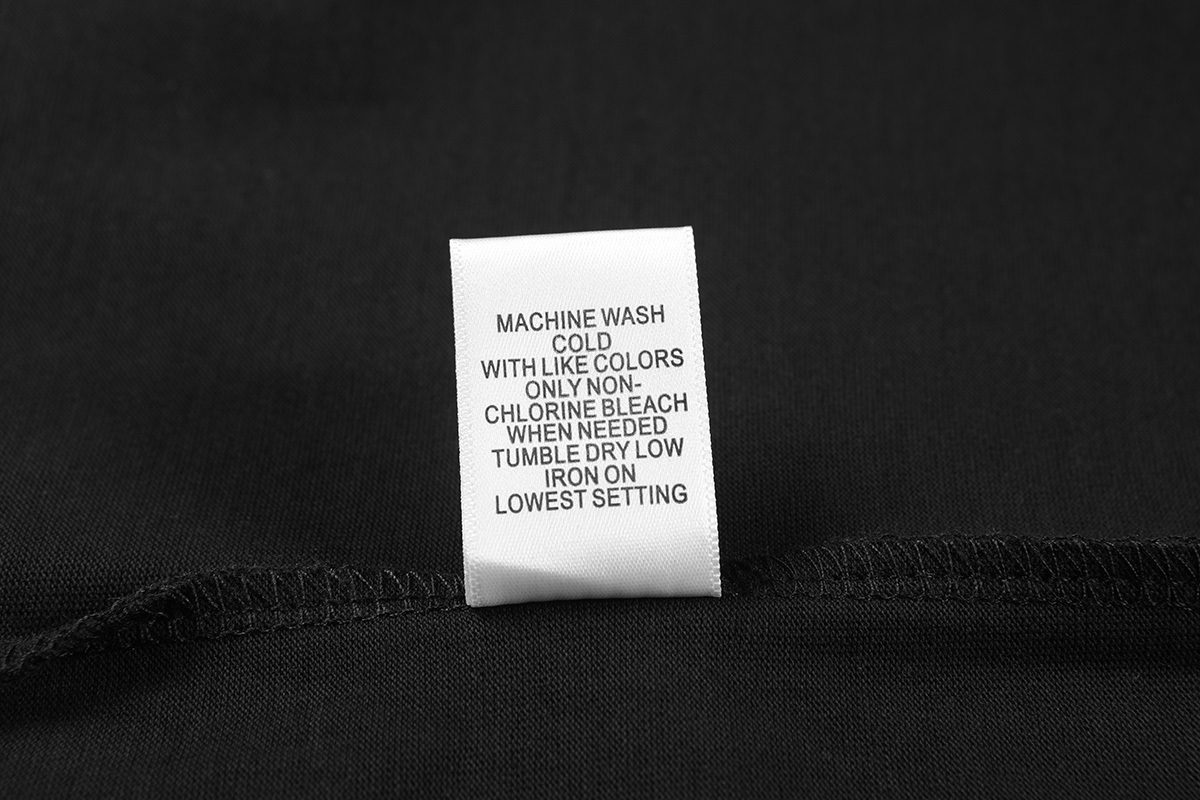 MACHINE WASH
COLD
WITH LIKE COLORS
ONLY NON-
CHLORINE BLEACH
WHEN NEEDED
TUMBLE DRY LOW
IRON ON
LOWEST SETTING